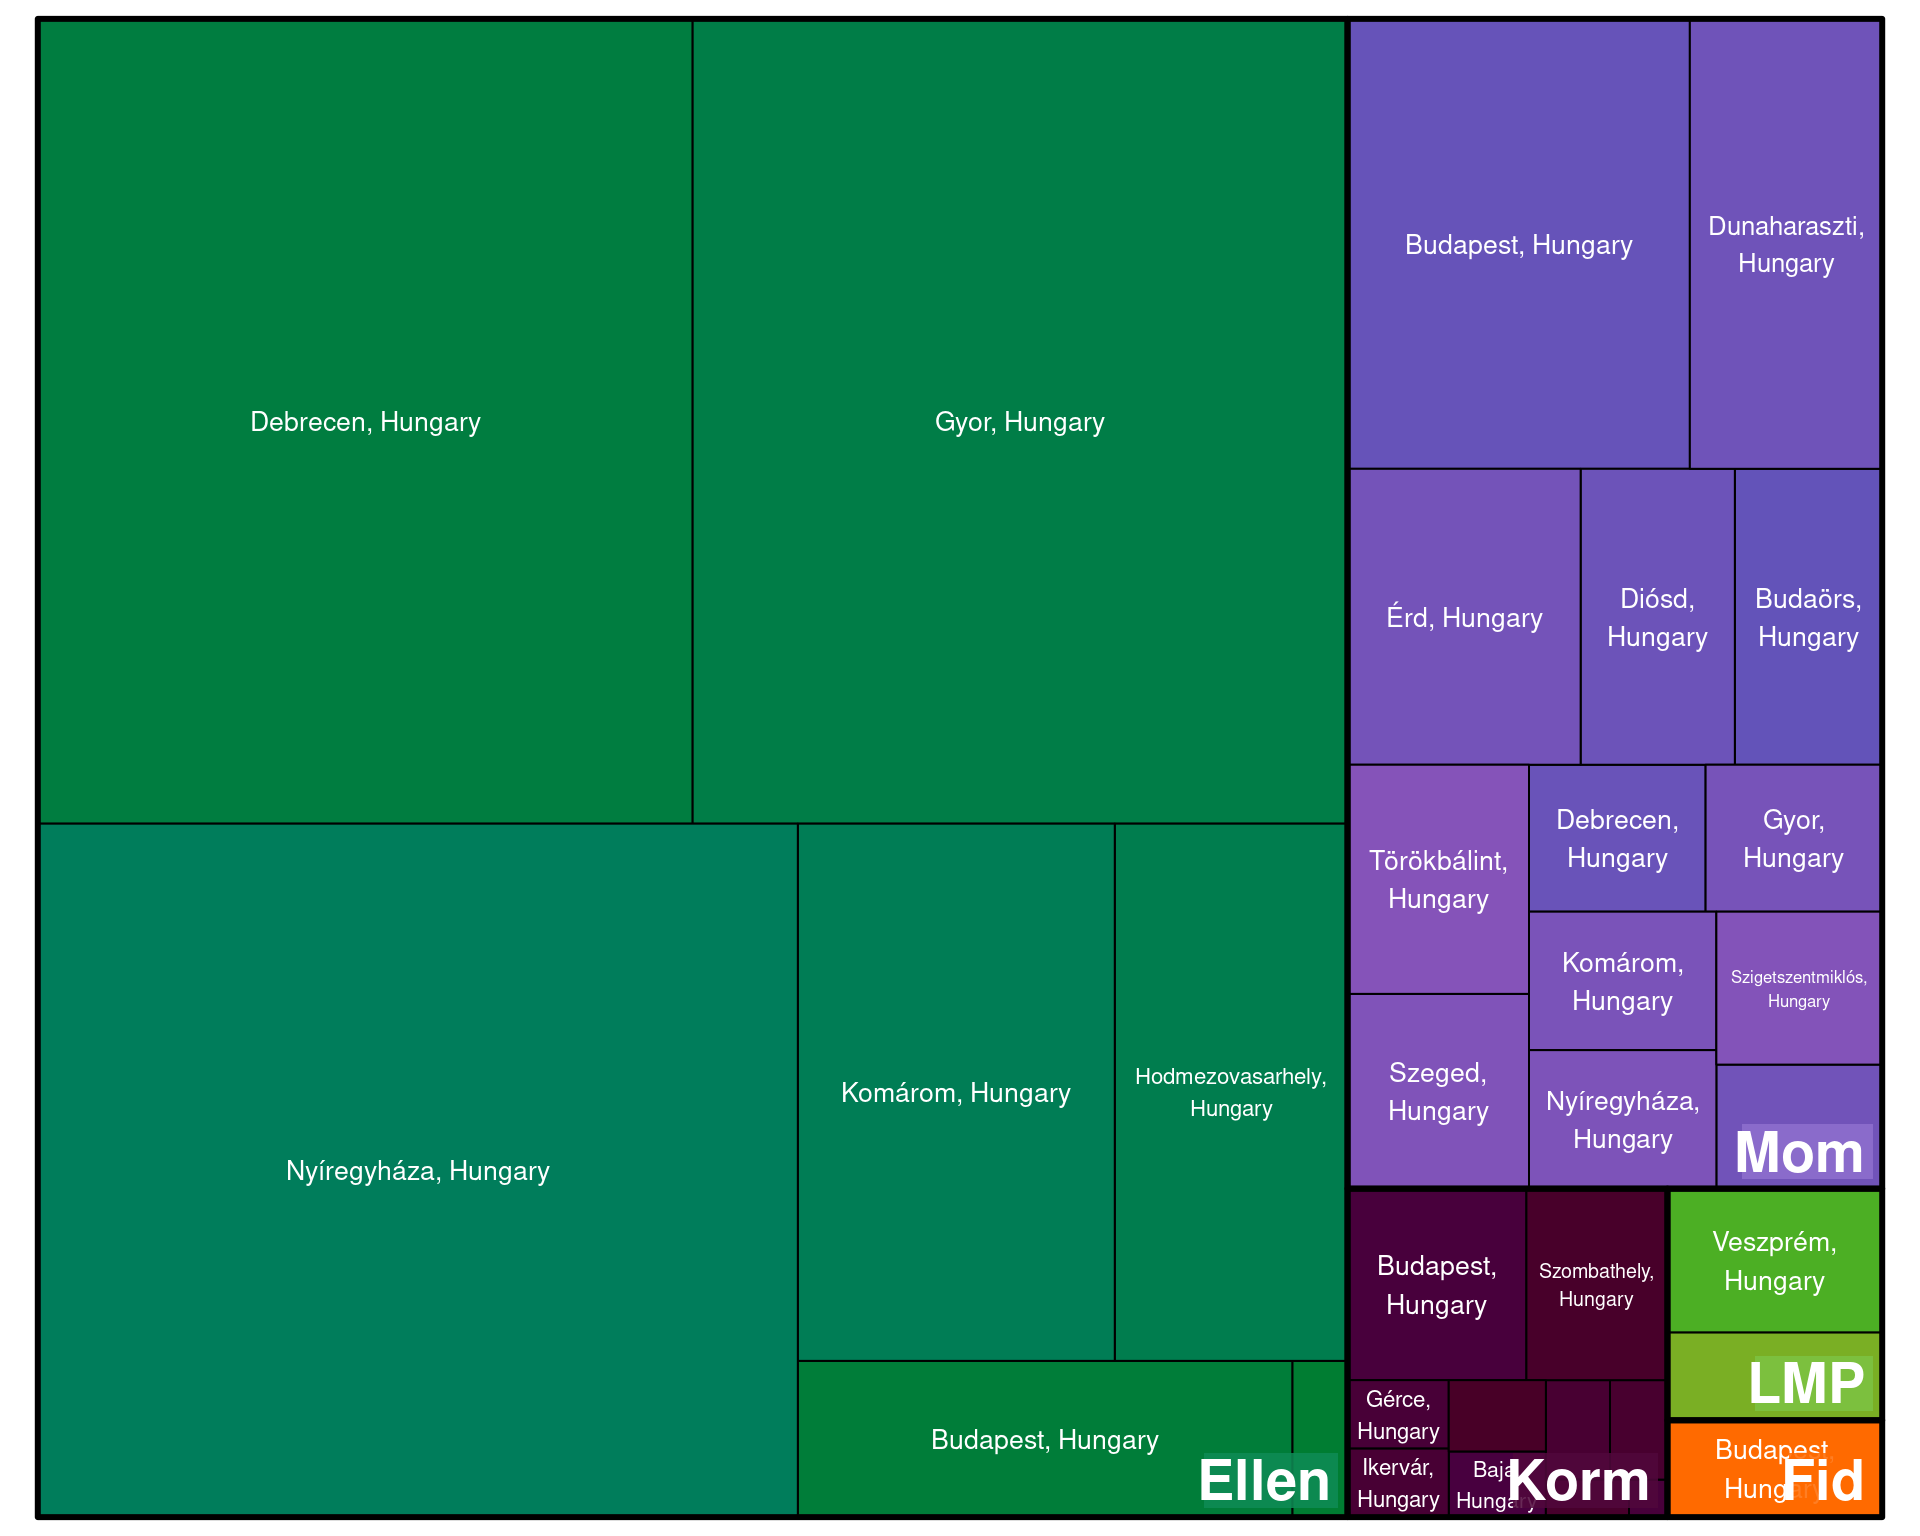 Debrecen, Hungary
Gyor, Hungary
Nyíregyháza, Hungary
Komárom, Hungary
Hodmezovasarhely,
Hungary
Budapest, Hungary
Ellen
Budapest, Hungary
Dunaharaszti,
Hungary
Érd, Hungary
Diósd,
Hungary
Budaörs,
Hungary
Törökbálint,
Hungary
Debrecen,
Hungary
Gyor,
Hungary
Komárom,
Hungary
Szigetszentmiklós,
Hungary
Szeged,
Hungary
Nyíregyháza,
Hungary
Mom
Budapest,
Hungary
Szombathely,
Hungary
Gérce,
Hungary
Ikervár,
Hungary
Baja,
Hungary
Korm
Veszprém,
Hungary
LMP
Budapest,
Hungary
Fid